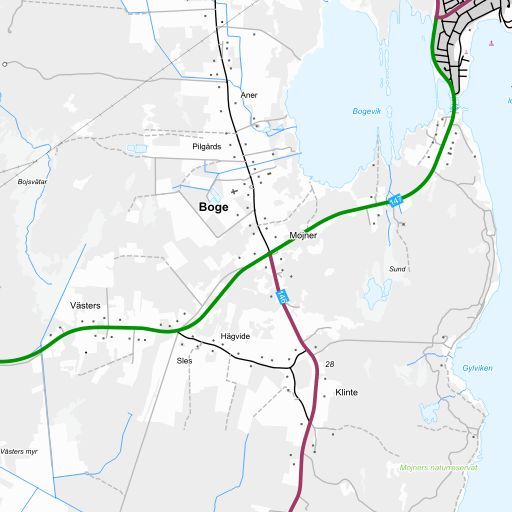 Aner
Bogevik
Pilgårds
Bojsvätar
Boge
147
Mojner
Sund
146
Västers
Hägvide
Sles
28
Gylviken
Klinte
Västers myr
Mojners naturreservat